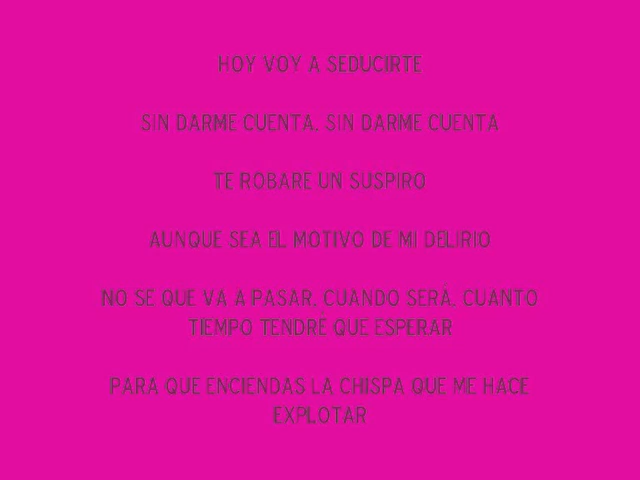 HOY VOY A SEDUCIRTE
SIN DARME CUENTA, SIN DARME CUENTA
TE ROBARE UN SUSPIRO
AUNQUE SEA EL MOTIVO DE MI DELIRIO
NO SE QUE VA A PASAR, CUANDO SERÁ, CUANTO
TIEMPO TENDRÉ QUE ESPERAR
PARA QUE ENCIENDAS LA CHISPA QUE ME HACE
EXPLOTAR